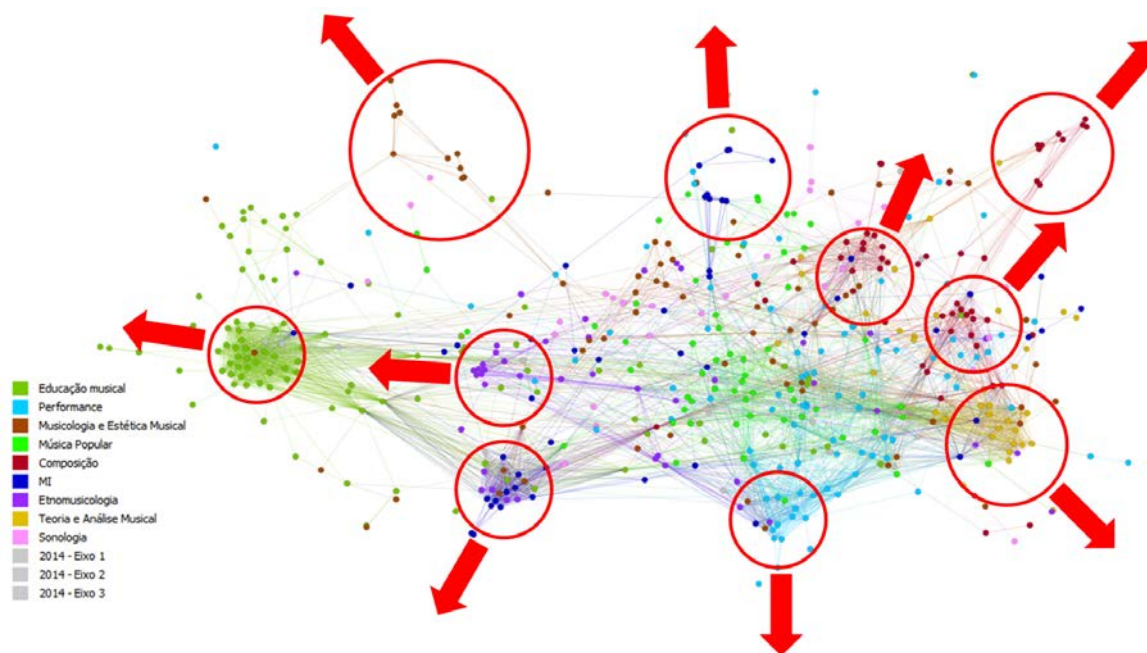 Educação musical
Performance
Musicologia e Estética Musical
Música Popular
Composição
MI
Etnomusicologia
Teoria e Análise Musical
Sonologia
2014 - Eixo 1
2014 - Eixo 2
2014 - Eixo 3